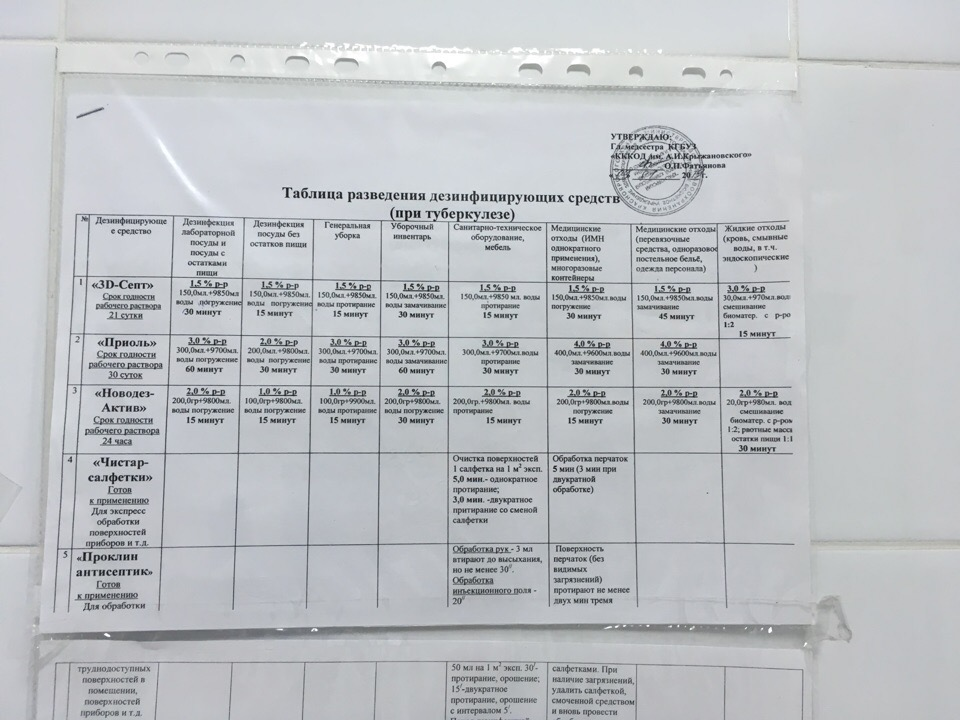 УТВЕРЖДАЮ:
Гл. медсестра КГБУЗ
«КККОД им. А.И.Крыжановского»
О.П.Фатьянова
20
Таблица разведения дезинфицирующих средств
(при туберкулезе)
№
Дезинфицирующе
е средство
Дезинфекция
лабораторной
посуды и
посуды с
остатками
пищи
Дезинфекция
посуды без
остатков пищи
Генеральная
уборка
Уборочный
инвентарь
Санитарно-техническое
оборудование,
мебель
Медицинские
отходы (ИМН
однократного
применения),
многоразовые
контейнеры
Медицинские отходы
(перевязочные
средства, одноразовое
постельное бельё,
одежда персонала)
Жидкие отходы
(кровь, смывные
воды, в т.ч.
эндоскопические
)
1
«3D-Септ»
Срок годности
рабочего раствора
21 сутки
1,5 % р-р
150,0мл.+9850мл.
воды погружение
30 минут
1,5 % р-р
150,0мл.+9850мл.
воды погружение
15 минут
1,5 % р-р
150,0мл.+9850мл.
воды протирание
15 минут
1,5 % р-р
150,0мл.+9850мл.
воды замачивание
30 минут
1,5 % р-р
150,0мл.+9850 мл. воды
протирание
15 минут
1,5 % р-р
150,0мл.+9850мл.воды
погружение
30 минут
1,5 % р-р
150,0мл.+9850мл.воды
замачивание
45 минут
3,0 % р-р
30,0мл.+970мл.вод
смешивание
биоматер. с р-ро
1:2
15 минут
2
«Приоль»
Срок годности
рабочего раствора
30 суток
3,0 % р-р
300,0мл.+9700мл.
воды погружение
60 минут
2,0 % р-р
200,0мл.+9800мл.
воды погружение
30 минут
3,0 % р-р
300,0мл.+9700мл.
воды протирание
30 минут
3,0 % р-р
300,0мл.+9700мл.
воды замачивание
60 минут
3,0 % р-р
300,0мл.+9700мл.воды
протирание
30 минут
4,0 % р-р
400,0мл.+9600мл.воды
замачивание
30 минут
4,0 % р-р
400,0мл.+9600мл.воды
замачивание
30 минут
3
«Новодез-
Актив»
Срок годности
рабочего раствора
24 часа
2,0 % р-р
200,0гр+9800мл.
воды погружение
15 минут
1,0 % р-р
100,0гр+9800мл.
воды погружение
15 минут
1,0 % р-р
100,0гр+9900мл.
воды протирание
15 минут
2,0 % р-р
200,0гр+9800мл.
воды погружение
30 минут
2,0 % р-р
200,0гр.+9800мл. воды
протирание
15 минут
2,0 % р-р
200,0гр+9800мл.воды
погружение
15 минут
2,0 % р-р
200,0гр+9800мл.воды
замачивание
30 минут
2,0 % р-р
20,0гр+980мл. вод
смешивание
биоматер. с р-ром
1:2; рвотные масс
остатки пищи 1:1
30 минут
4
«Чистар-
салфетки»
Готов
к применению
Для экспресс
обработки
поверхностей
приборов и т.д.
Очистка поверхностей
1 салфетка на 1 м² эксп.
5,0 мин.- однократное
протирание;
3,0 мин. -двукратное
притирание со сменой
салфетки
Обработка перчаток
5 мин (3 мин при
двукратной
обработке)
5
«Проклин
антисептик»
Готов
к применению
Для обработки
Обработка рук - 3 мл
втирают до высыхания,
но не менее 30⁰.
Обработка
инъекционного поля -
20⁰
Поверхность
перчаток (без
видимых
загрязнений)
протирают не менее
двух мин тремя
труднодоступных
поверхностей в
помещении,
поверхностей
приборов и т.д.
50 мл на 1 м² эксп. 30′-
протирание, орошение;
15′-двукратное
протирание, орошение
с интервалом 5′.
салфетками. При
наличие загрязнений,
удалить салфеткой,
смоченной средством
и вновь провести